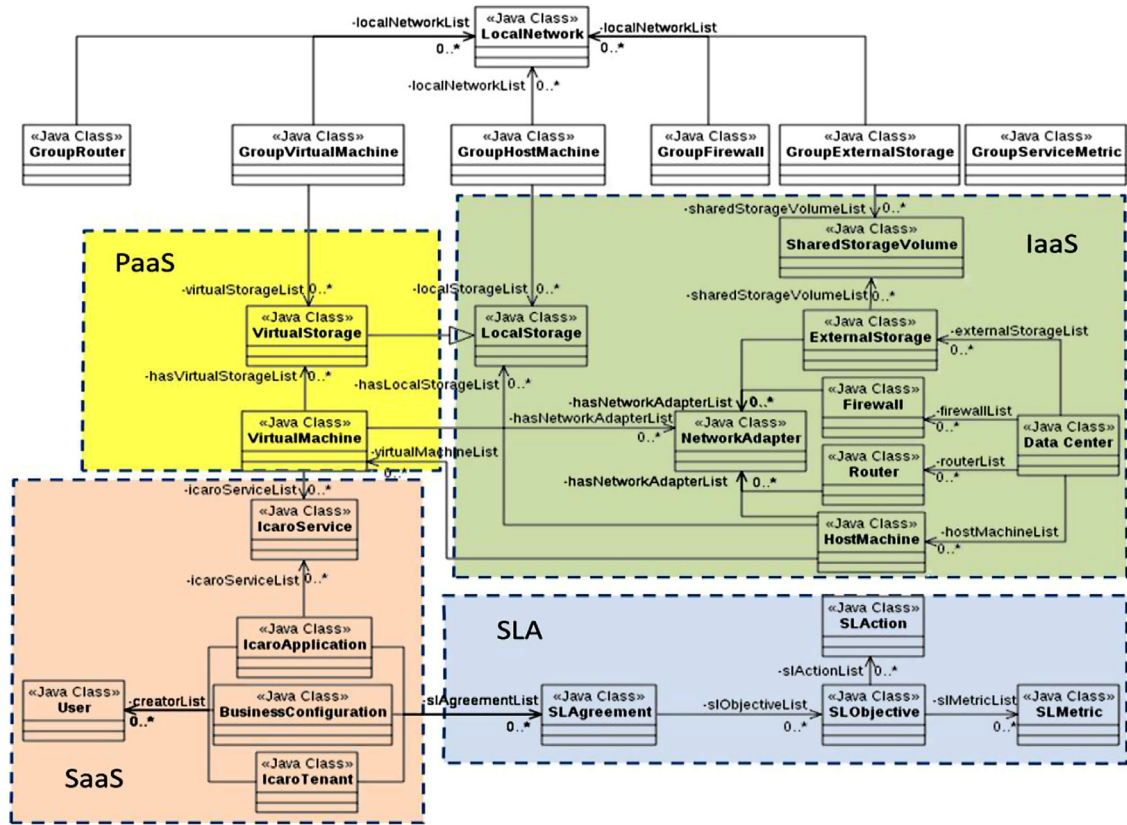 -localNetworkList
0..*
«Java Class»
LocalNetwork
-localNetworkList
0..*
-localNetworkList
0..*
«Java Class»
GroupRouter
«Java Class»
GroupVirtualMachine
«Java Class»
GroupHostMachine
«Java Class»
GroupFirewall
«Java Class»
GroupExternalStorage
«Java Class»
GroupServiceMetric
PaaS
IaaS
-sharedStorageVolumeList
0..*
«Java Class»
SharedStorageVolume
-virtualStorageList
0..*
-localStorageList
0..*
-sharedStorageVolumeList
0..*
«Java Class»
VirtualStorage
«Java Class»
LocalStorage
«Java Class»
ExternalStorage
-externalStorageList
0..*
-hasVirtualStorageList
0..*
-hasLocalStorageList
0..*
-hasNetworkAdapterList
0..*
«Java Class»
Firewall
-firewallList
0..*
«Java Class»
VirtualMachine
-hasNetworkAdapterList
0..*
«Java Class»
NetworkAdapter
«Java Class»
Data Center
-virtualMachineList
0..*
«Java Class»
Router
-routerList
0..*
-hasNetworkAdapterList
0..*
-icaroServiceList
0..*
«Java Class»
IcaroService
«Java Class»
HostMachine
-hostMachineList
0..*
-icaroServiceList
0..*
SLA
«Java Class»
SLAction
«Java Class»
IcaroApplication
-slActionList
0..*
«Java Class»
User
-creatorList
0..*
«Java Class»
BusinessConfiguration
-slAgreementList
0..*
«Java Class»
SLAgreement
-slObjectiveList
0..*
«Java Class»
SLObjective
-slMetricList
0..*
«Java Class»
SLMetric
«Java Class»
IcaroTenant
SaaS